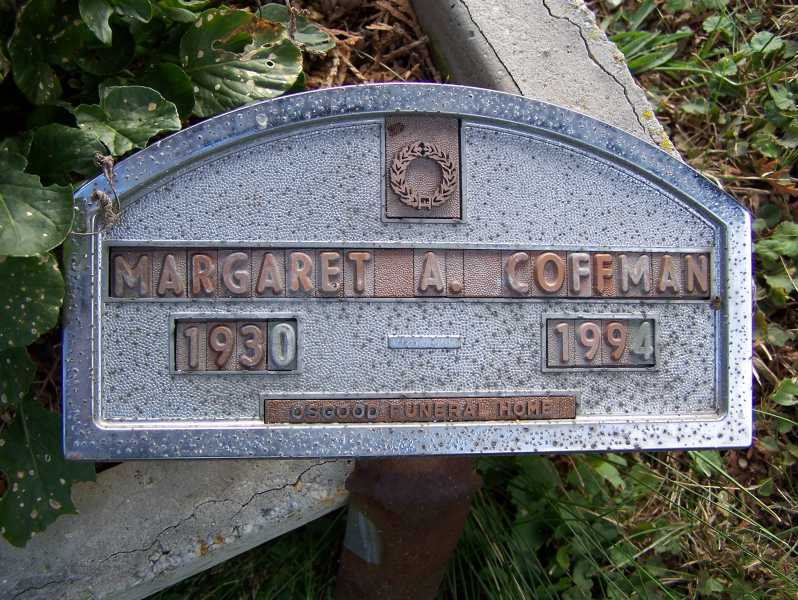 MARGARET A. COFFMAN
1930 — 1994
OSGOOD FUNERAL HOME